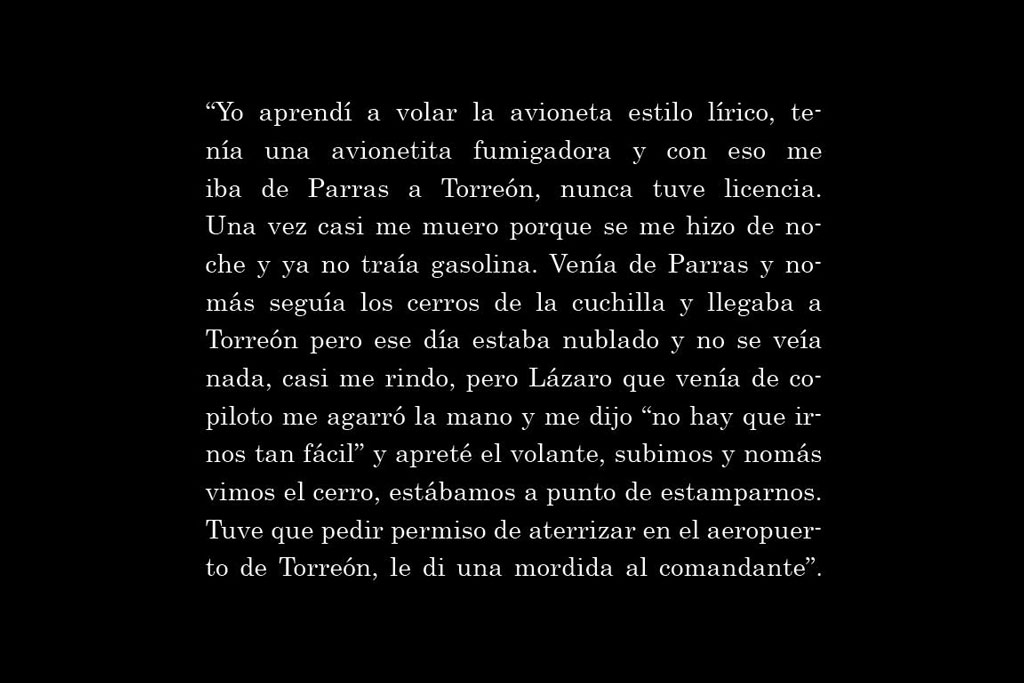 “Yo aprendí a volar la avioneta estilo lírico, te-
nía una avionetita fumigadora y con eso me
iba de Parras a Torreón, nunca tuve licencia.
Una vez casi me muero porque se me hizo de no-
che y ya no traía gasolina. Venía de Parras y no-
más seguía los cerros de la cuchilla y llegaba a
Torreón pero ese día estaba nublado y no se veía
nada, casi me rindo, pero Lázaro que venía de co-
piloto me agarró la mano y me dijo “no hay que ir-
nos tan fácil” y apreté el volante, subimos y nomás
vimos el cerro, estábamos a punto de estamparnos.
Tuve que pedir permiso de aterrizar en el aeropuer-
to de Torreón, le di una mordida al comandante”.